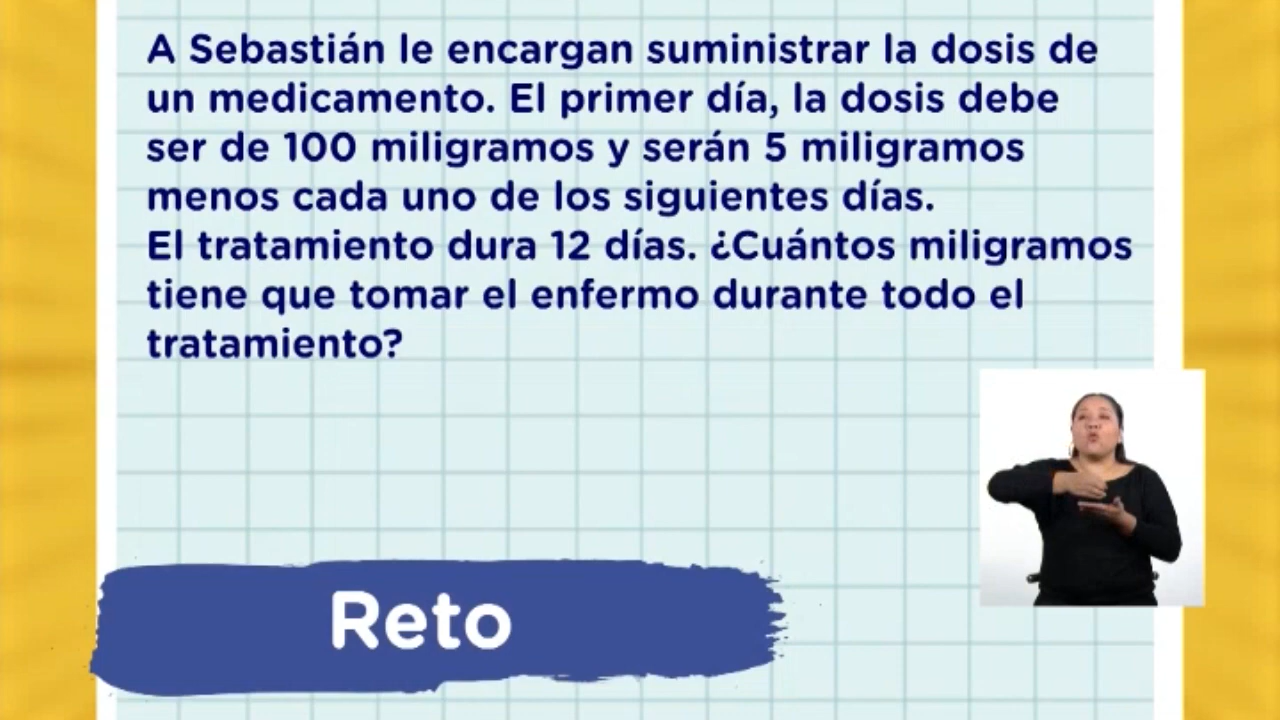 A Sebastián le encargan suministrar la dosis de
un medicamento. El primer día, la dosis debe
ser de 100 miligramos y serán 5 miligramos
menos cada uno de los siguientes días.
El tratamiento dura 12 días. ¿Cuántos miligramos
tiene que tomar el enfermo durante todo el
tratamiento?
Reto